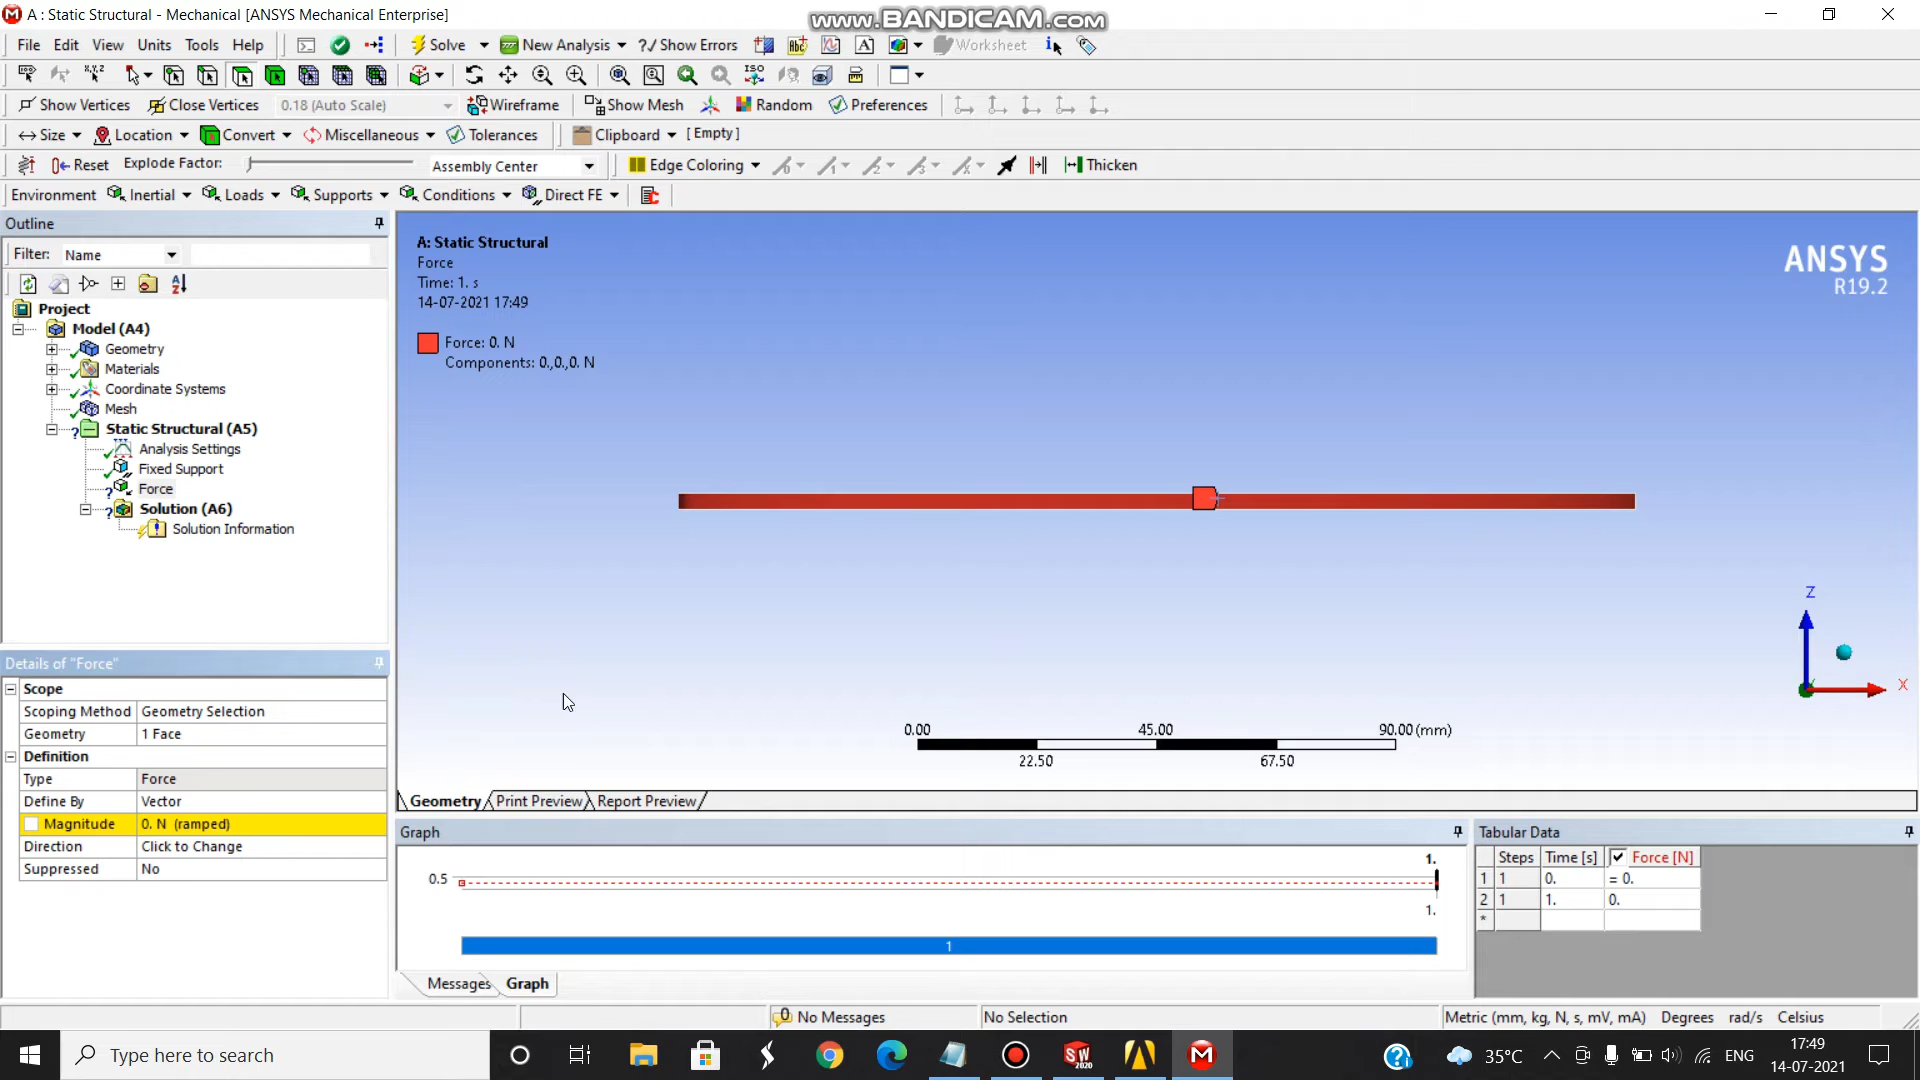 A : Static Structural - Mechanical [ANSYS Mechanical Enterprise]
www.BANDICAM.com
File Edit View Units Tools Help Solve New Analysis ?/ Show Errors Worksheet
Show Vertices Close Vertices 0.18 (Auto Scale) Wireframe Show Mesh Random Preferences
Size Location Convert Miscellaneous Tolerances Clipboard [ Empty ]
Reset Explode Factor: Assembly Center Edge Coloring Thicken
Environment Inertial Loads Supports Conditions Direct FE
Outline
Filter: Name
Project
Model (A4)
Geometry
Materials
Coordinate Systems
Mesh
Static Structural (A5)
Analysis Settings
Fixed Support
Force
Solution (A6)
Solution Information
A: Static Structural
Force
Time: 1. s
14-07-2021 17:49
Force: 0. N
Components: 0.,0.,0. N
ANSYS
R19.2
Z
X
0.00 45.00 90.00 (mm)
22.50 67.50
Geometry Print Preview Report Preview
Details of "Force"
Scope
Scoping Method Geometry Selection
Geometry 1 Face
Definition
Type Force
Define By Vector
Magnitude 0. N (ramped)
Direction Click to Change
Suppressed No
Graph
1.
0.5
1.
1
Messages Graph
Tabular Data
Steps Time [s] Force [N]
1 1 0. = 0.
2 1 1. 0.
*
No Messages No Selection Metric (mm, kg, N, s, mV, mA) Degrees rad/s Celsius
Type here to search
35°C ENG
17:49
14-07-2021